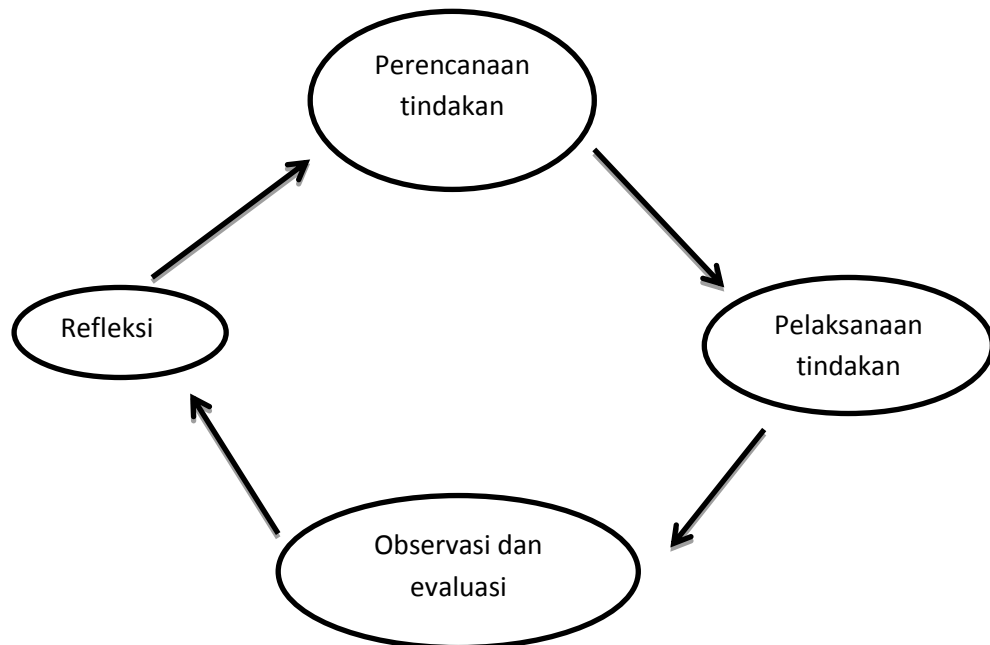 Perencanaan
tindakan
Pelaksanaan
tindakan
Refleksi
Observasi dan
evaluasi